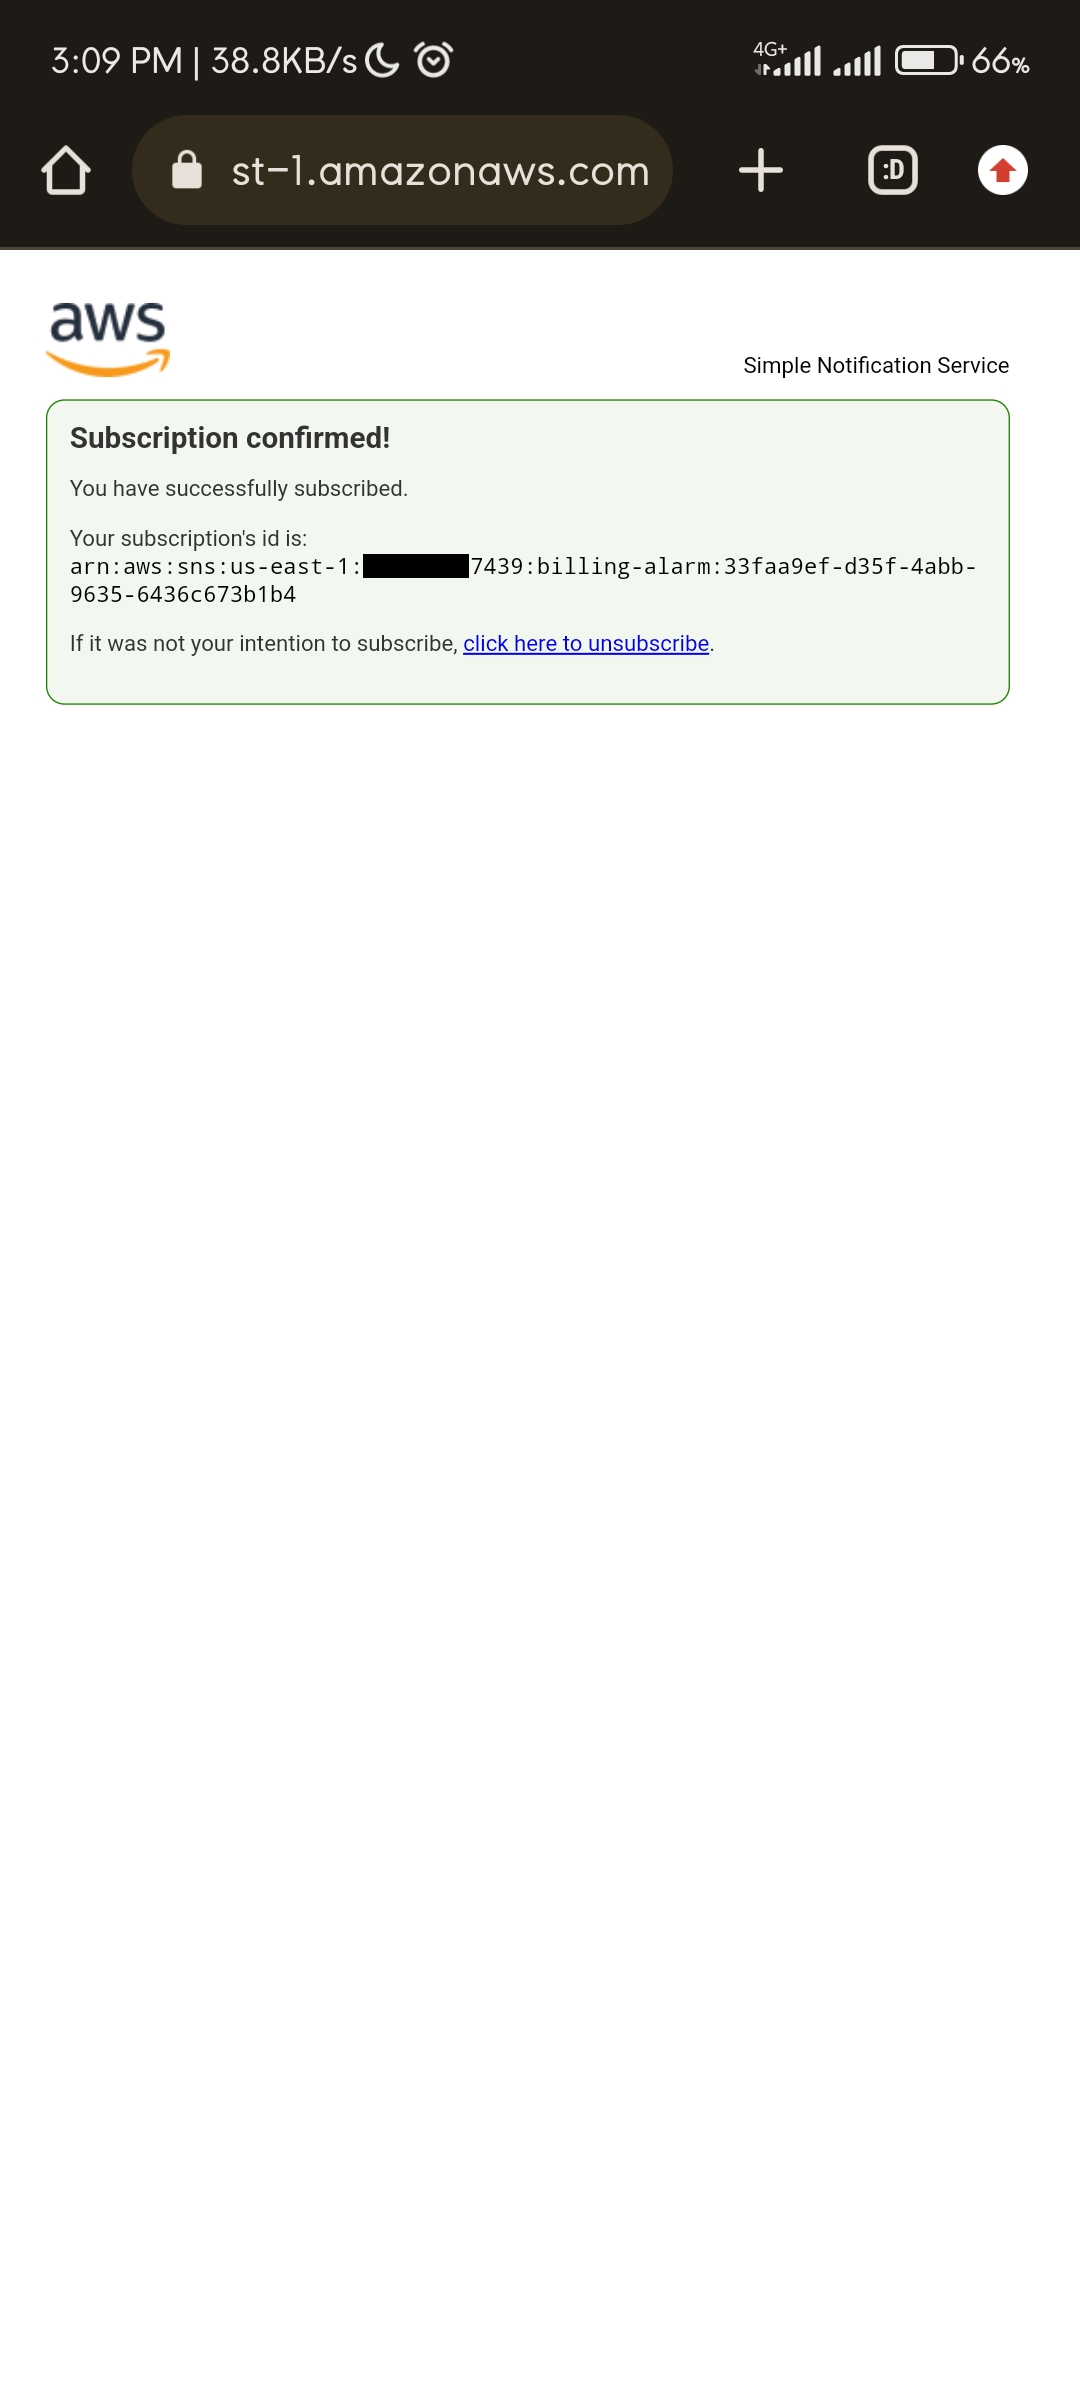 3:09 PM | 38.8KB/s 4G+ 66%
st-1.amazonaws.com :D
aws
Simple Notification Service
Subscription confirmed!
You have successfully subscribed.
Your subscription's id is:
arn:aws:sns:us-east-1:7439:billing-alarm:33faa9ef-d35f-4abb-
9635-6436c673b1b4
If it was not your intention to subscribe, click here to unsubscribe.